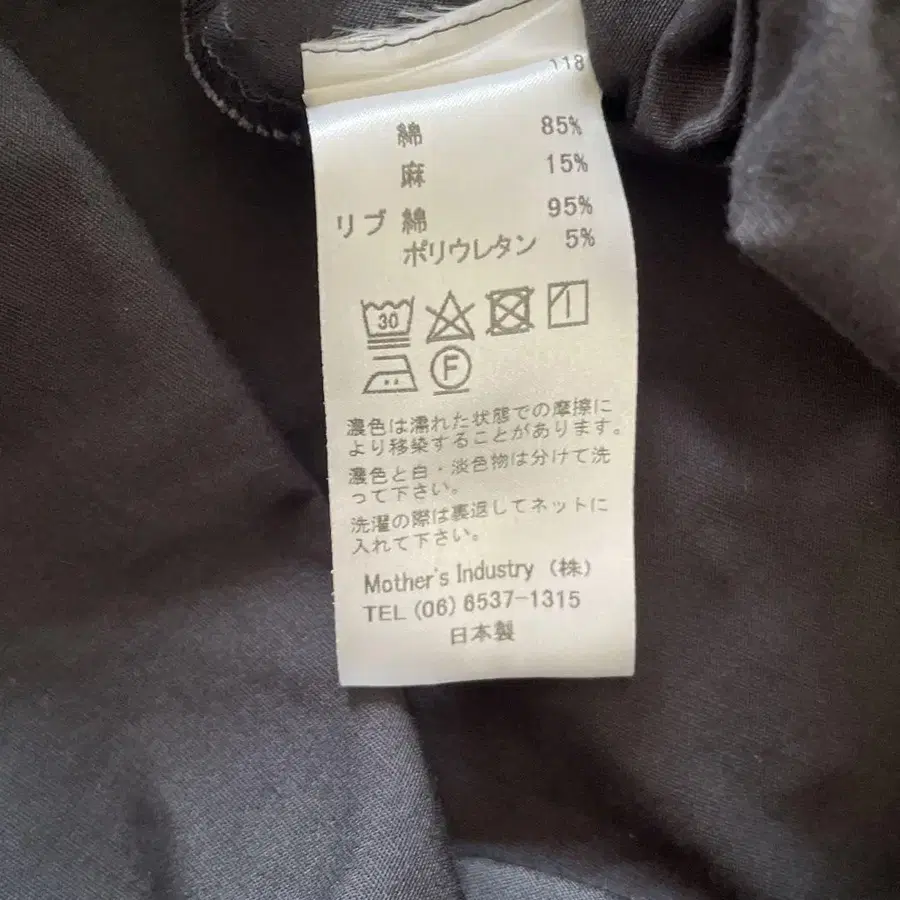 118
綿 85%
麻 15%
リブ 綿 95%
ポリウレタン 5%
30
F
濃色は濡れた状態での摩擦に
より移染することがあります。
濃色と白・淡色物は分けて洗
って下さい。
洗濯の際は裏返してネットに
入れて下さい。
Mother's Industry (株)
TEL (06) 6537-1315
日本製